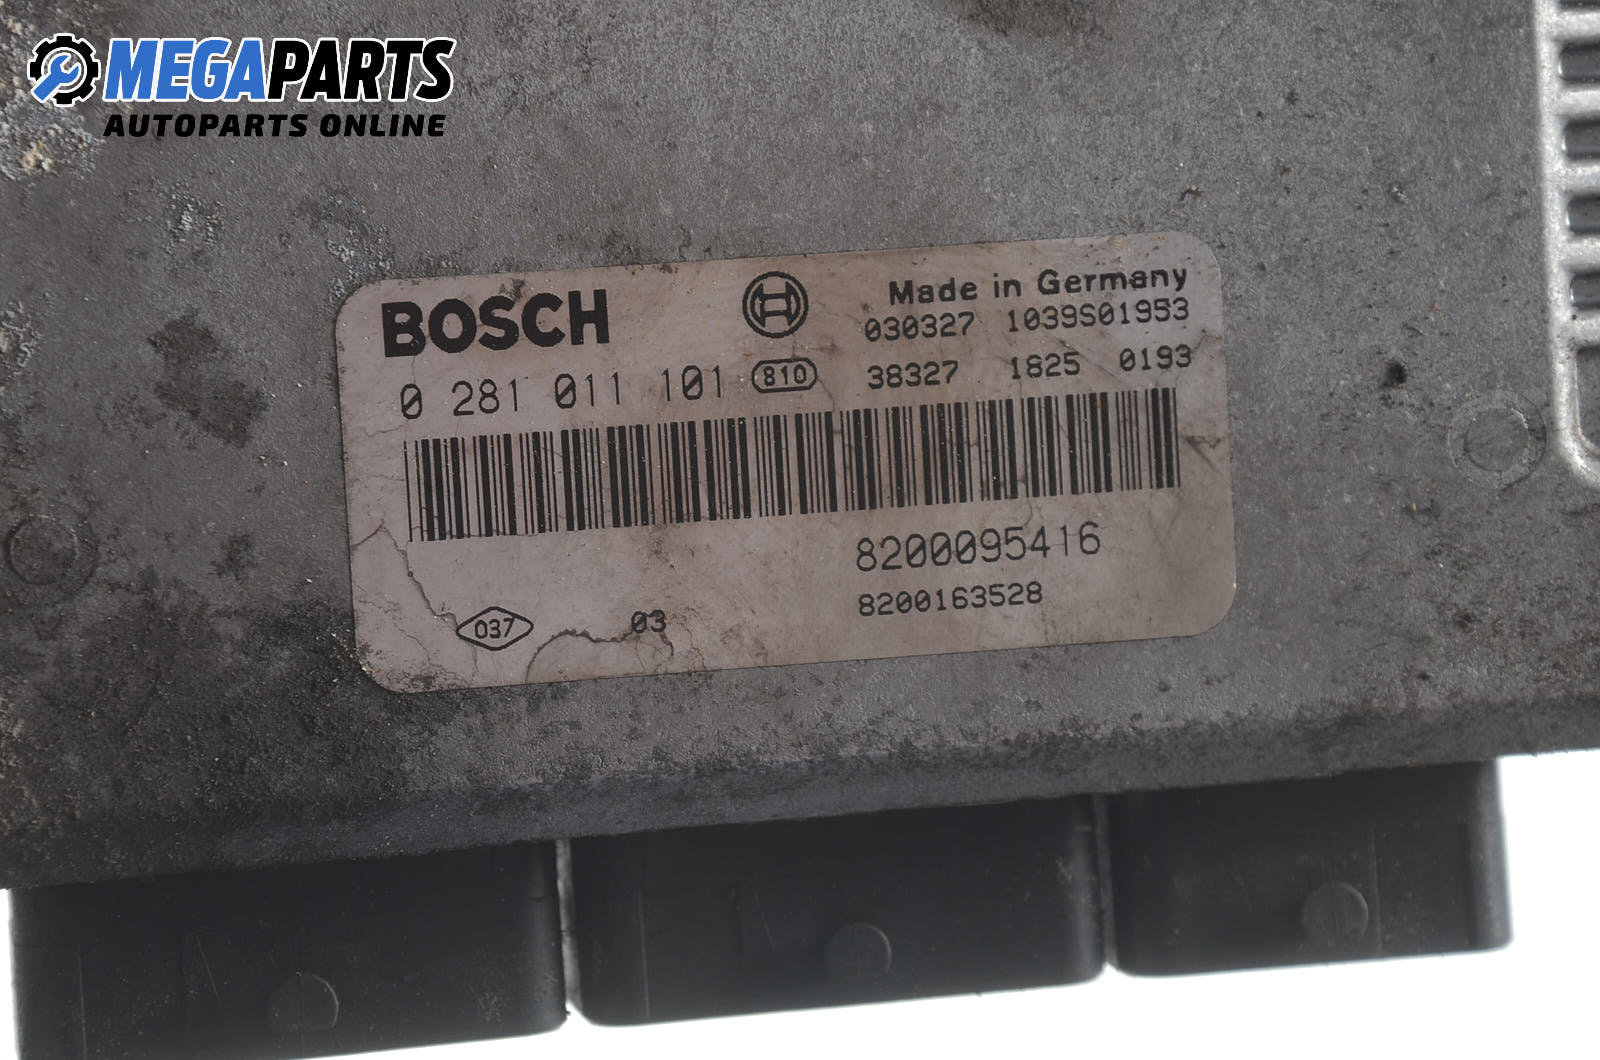 MEGAPARTS
AUTOPARTS ONLINE
BOSCH
Made in Germany
030327 1039S01953
0 281 011 101 810 38327 1825 0193
8200095416
8200163528
037 03